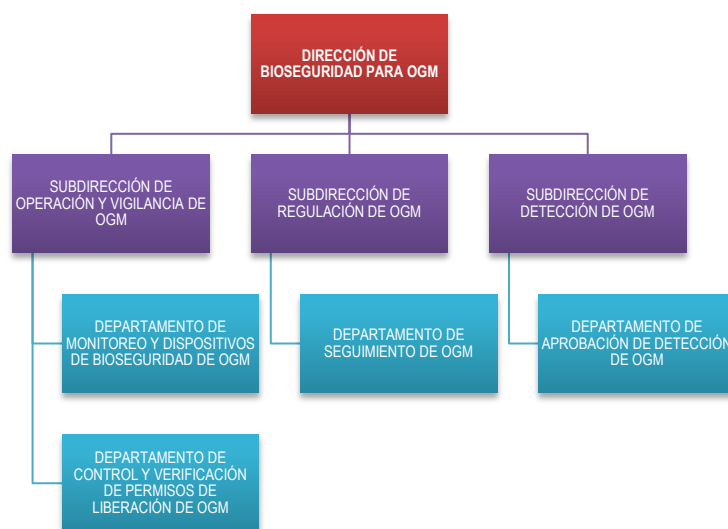 DIRECCIÓN DE
BIOSEGURIDAD PARA OGM
SUBDIRECCIÓN DE
OPERACIÓN Y VIGILANCIA DE
OGM
SUBDIRECCIÓN DE
REGULACIÓN DE OGM
SUBDIRECCIÓN DE
DETECCIÓN DE OGM
DEPARTAMENTO DE
MONITOREO Y DISPOSITIVOS
DE BIOSEGURIDAD DE OGM
DEPARTAMENTO DE
SEGUIMIENTO DE OGM
DEPARTAMENTO DE
APROBACIÓN DE DETECCIÓN
DE OGM
DEPARTAMENTO DE
CONTROL Y VERIFICACIÓN
DE PERMISOS DE
LIBERACIÓN DE OGM